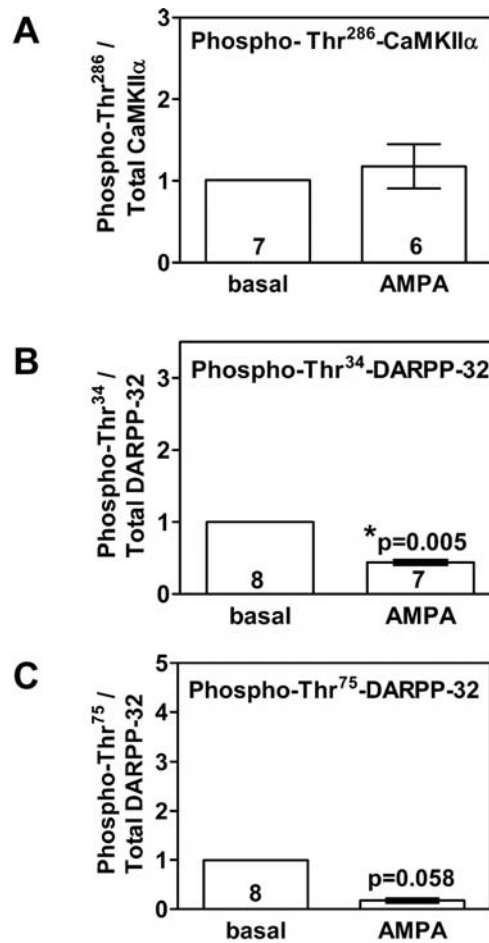 A
Phospho-Thr²⁸⁶ /
Total CaMKIIα
3
2
1
0
Phospho- Thr²⁸⁶-CaMKIIα
7
6
basal
AMPA
B
Phospho-Thr³⁴ /
Total DARPP-32
3
2
1
0
Phospho-Thr³⁴-DARPP-32
*p=0.005
8
7
basal
AMPA
C
Phospho-Thr⁷⁵ /
Total DARPP-32
5
4
3
2
1
0
Phospho-Thr⁷⁵-DARPP-32
p=0.058
8
basal
AMPA